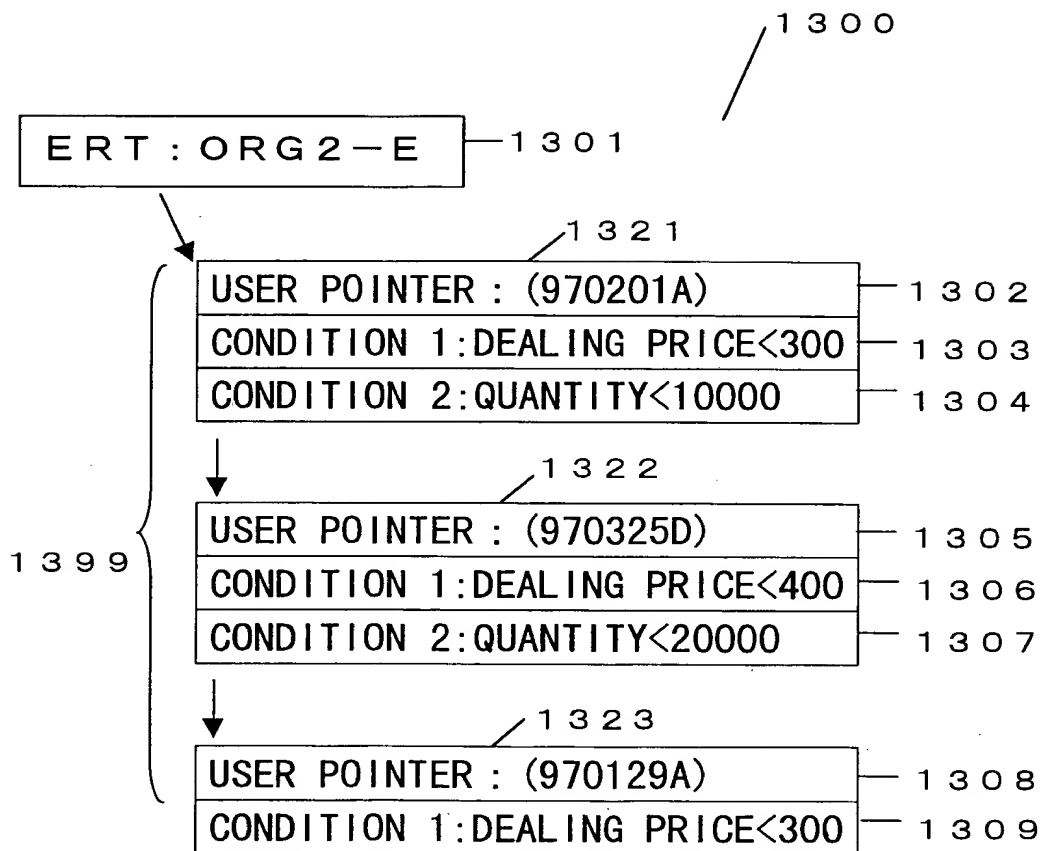 1300
ERT:ORG2-E 1301
1321
USER POINTER : (970201A) 1302
CONDITION 1:DEALING PRICE<300 1303
CONDITION 2:QUANTITY<10000 1304
1322
USER POINTER : (970325D) 1305
1399
CONDITION 1:DEALING PRICE<400 1306
CONDITION 2:QUANTITY<20000 1307
1323
USER POINTER : (970129A) 1308
CONDITION 1:DEALING PRICE<300 1309